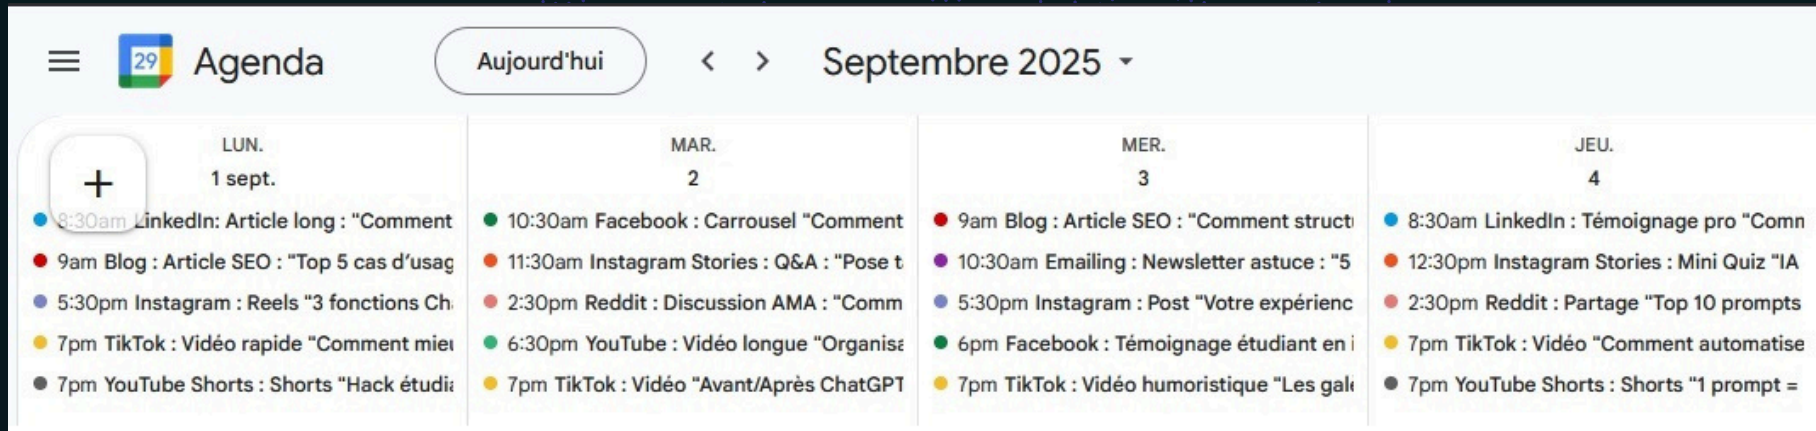 29 Agenda Aujourd'hui Septembre 2025
LUN.
1 sept.
8:30am LinkedIn: Article long : "Comment
9am Blog : Article SEO : "Top 5 cas d'usag
5:30pm Instagram : Reels "3 fonctions Ch
7pm TikTok : Vidéo rapide "Comment mieu
7pm YouTube Shorts : Shorts "Hack étudia
MAR.
2
10:30am Facebook : Carrousel "Comment
11:30am Instagram Stories : Q&A : "Pose t
2:30pm Reddit : Discussion AMA : "Comm
6:30pm YouTube : Vidéo longue "Organisa
7pm TikTok : Vidéo "Avant/Après ChatGPT
MER.
3
9am Blog : Article SEO : "Comment struct
10:30am Emailing : Newsletter astuce : "5
5:30pm Instagram : Post "Votre expérienc
6pm Facebook : Témoignage étudiant en
7pm TikTok : Vidéo humoristique "Les galè
JEU.
4
8:30am LinkedIn : Témoignage pro "Comm
12:30pm Instagram Stories : Mini Quiz "IA
2:30pm Reddit : Partage "Top 10 prompts
7pm TikTok : Vidéo "Comment automatise
7pm YouTube Shorts : Shorts "1 prompt =